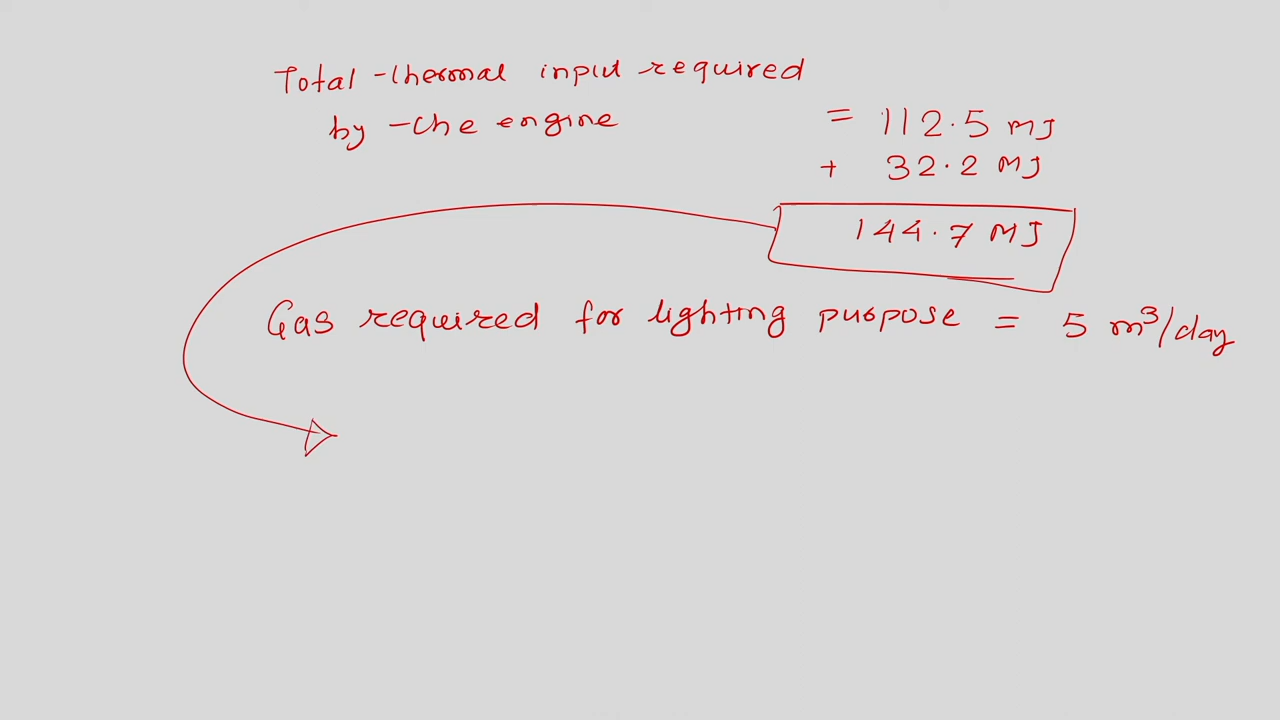 Total thermal input required
by the engine
= 112.5 MJ
+ 32.2 MJ
144.7 MJ
Gas required for lighting purpose = 5 m³/day